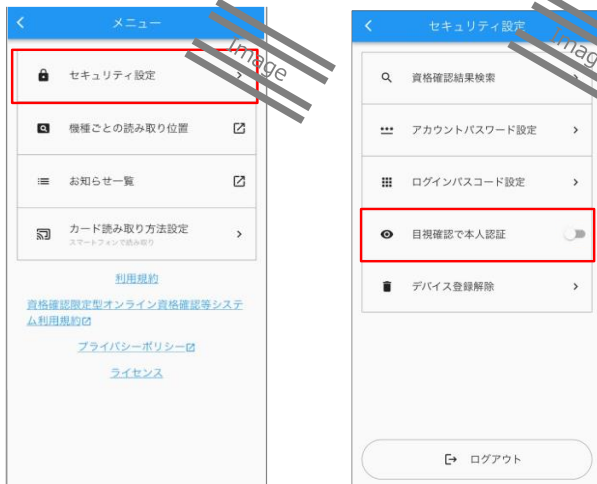 メニュー
セキュリティ設定
機種ごとの読み取り位置
お知らせ一覧
カード読み取り方法設定
スマートフォンで読み取り
利用規約
資格確認限定型オンライン資格確認等システ
ム利用規約
プライバシーポリシー
ライセンス
Image
セキュリティ設定
資格確認結果検索
アカウントパスワード設定
ログインパスコード設定
目視確認で本人認証
デバイス登録解除
ログアウト
Imag